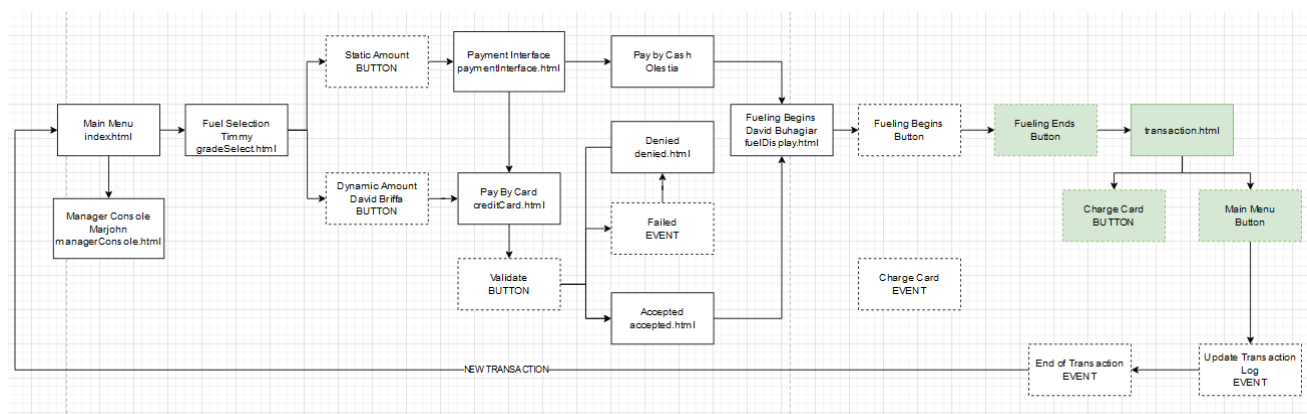 Static Amount
BUTTON
Payment Interface
paymentInterface.html
Pay by Cash
Olestia
Main Menu
index.html
Fuel Selection
Timmy
gradeSelect.html
Denied
denied.html
Fueling Begins
David Buhagiar
fuelDisplay.html
Fueling Begins
Button
Fueling Ends
Button
transaction.html
Manager Console
Marjohn
managerConsole.html
Dynamic Amount
David Briffa
BUTTON
Pay By Card
creditCard.html
Failed
EVENT
Charge Card
BUTTON
Main Menu
Button
Validate
BUTTON
Charge Card
EVENT
Accepted
accepted.html
NEW TRANSACTION
End of Transaction
EVENT
Update Transaction
Log
EVENT